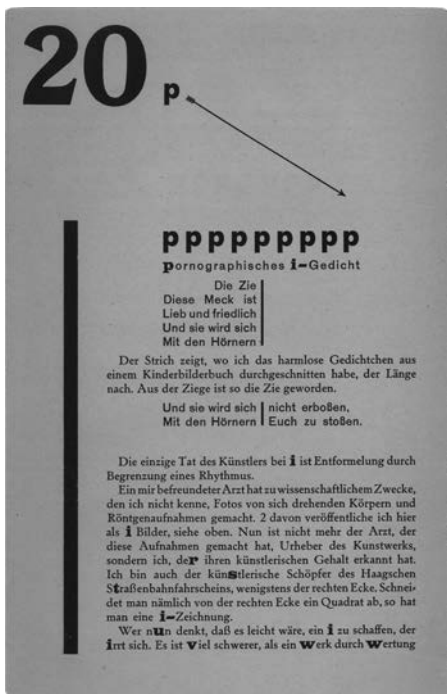 20 p
ppppppppp
pornographisches i-Gedicht
Die Zie
Diese Meck ist
Lieb und friedlich
Und sie wird sich
Mit den Hörnern
Der Strich zeigt, wo ich das harmlose Gedichtchen aus
einem Kinderbilderbuch durchgeschnitten habe, der Länge
nach. Aus der Ziege ist so die Zie geworden.
Und sie wird sich | nicht erboßen,
Mit den Hörnern | Euch zu stoßen.
Die einzige Tat des Künstlers bei i ist Entformelung durch
Begrenzung eines Rhythmus.
Ein mir befreundeter Arzt hat zu wissenschaftlichem Zwecke,
den ich nicht kenne, Fotos von sich drehenden Körpern und
Röntgenaufnahmen gemacht. 2 davon veröffentliche ich hier
als i Bilder, siehe oben. Nun ist nicht mehr der Arzt, der
diese Aufnahmen gemacht hat, Urheber des Kunstwerks,
sondern ich, der ihren künstlerischen Gehalt erkannt hat.
Ich bin auch der künstlerische Schöpfer des Haagschen
Straßenbahnfahrscheins, wenigstens der rechten Ecke. Schnei-
det man nämlich von der rechten Ecke ein Quadrat ab, so hat
man eine i-Zeichnung.
Wer nun denkt, daß es leicht wäre, ein i zu schaffen, der
irrt sich. Es ist viel schwerer, als ein Werk durch Wertung